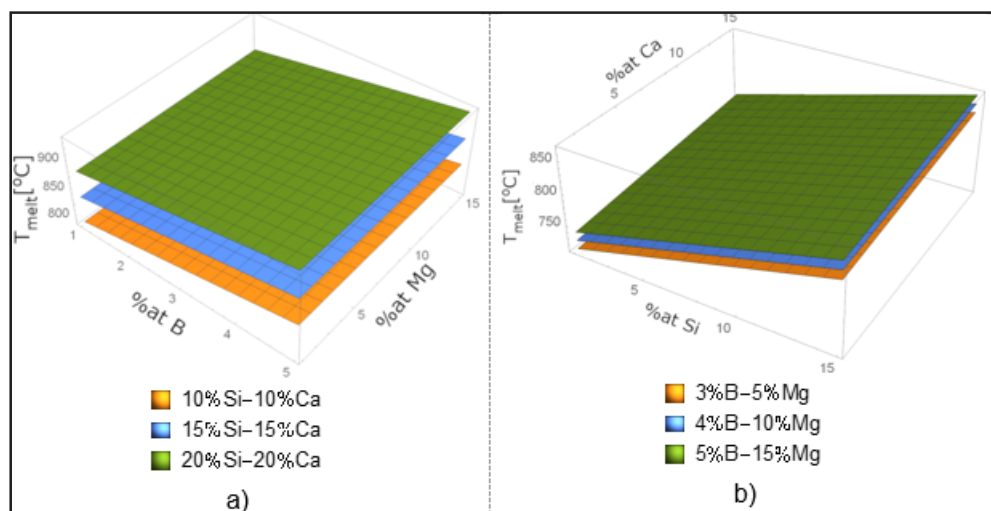 900
850
800
T_melt[°C]
1
2
3
4
5
%at B
5
10
15
%at Mg
10%Si–10%Ca
15%Si–15%Ca
20%Si–20%Ca
a)
15
10
5
%at Ca
850
800
750
T_melt[°C]
5
10
15
%at Si
3%B–5%Mg
4%B–10%Mg
5%B–15%Mg
b)